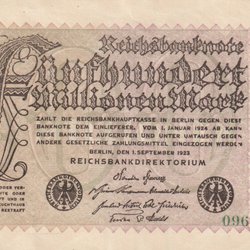 Reichsbanknote
Fünfhundert
Millionen Mark
ZAHLT DIE REICHSBANKHAUPTKASSE IN BERLIN GEGEN DIESE
BANKNOTE DEM EINLIEFERER. VOM 1. JANUAR 1924 AB KANN
DIESE BANKNOTE AUFGERUFEN UND UNTER UMTAUSCH GEGEN
ANDERE GESETZLICHE ZAHLUNGSMITTEL EINGEZOGEN WERDEN
BERLIN, DEN 1. SEPTEMBER 1923
REICHSBANKDIREKTORIUM
096